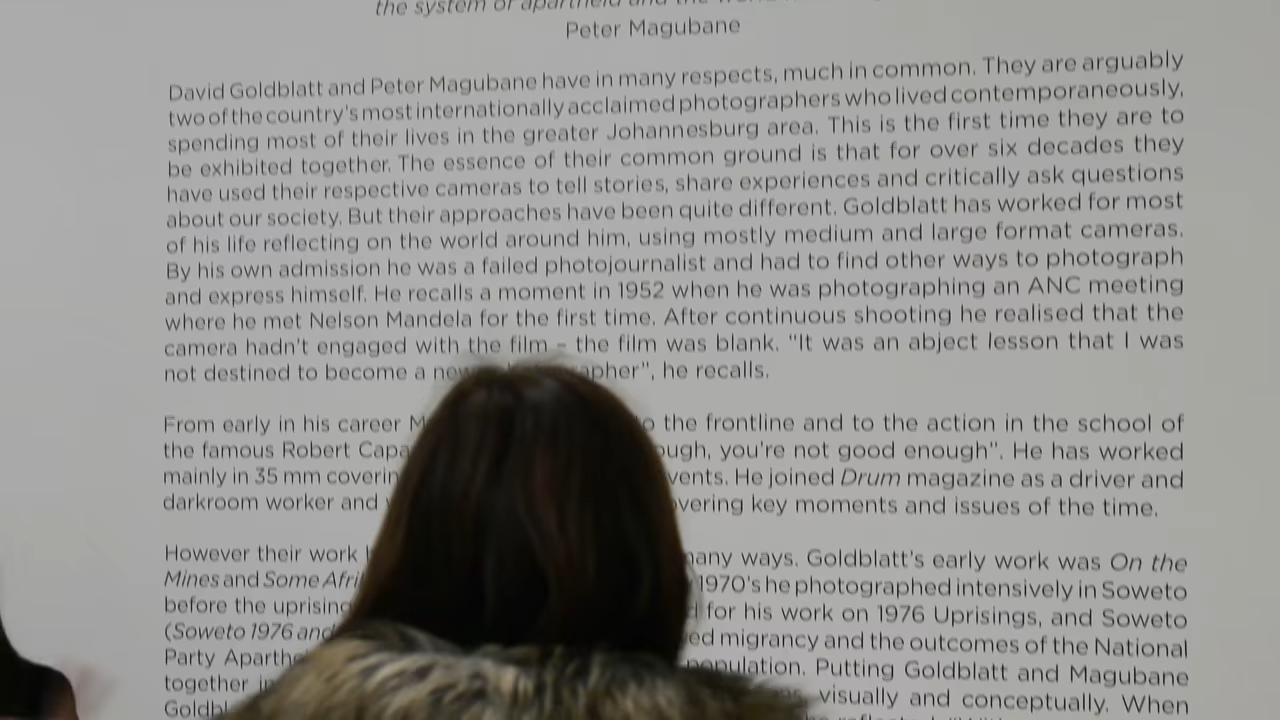 the system of apartheid and the
Peter Magubane
David Goldblatt and Peter Magubane have in many respects, much in common. They are arguably
two of the country's most internationally acclaimed photographers who lived contemporaneously,
spending most of their lives in the greater Johannesburg area. This is the first time they are to
be exhibited together. The essence of their common ground is that for over six decades they
have used their respective cameras to tell stories, share experiences and critically ask questions
about our society. But their approaches have been quite different. Goldblatt has worked for most
of his life reflecting on the world around him, using mostly medium and large format cameras.
By his own admission he was a failed photojournalist and had to find other ways to photograph
and express himself. He recalls a moment in 1952 when he was photographing an ANC meeting
where he met Nelson Mandela for the first time. After continuous shooting he realised that the
camera hadn't engaged with the film – the film was blank. "It was an abject lesson that I was
not destined to become a apher", he recalls.
From early in his career the frontline and to the action in the school of
the famous Robert Capa ough, you're not good enough". He has worked
mainly in 35 mm vents. He joined Drum magazine as a driver and
darkroom worker and vering key moments and issues of the time.
However their work many ways. Goldblatt's early work was On the
Mines and Some 1970's he photographed intensively in Soweto
before the uprising for his work on 1976 Uprisings, and Soweto
(Soweto 1976 and ed migrancy and the outcomes of the National
Party population. Putting Goldblatt and Magubane
together visually and conceptually. When